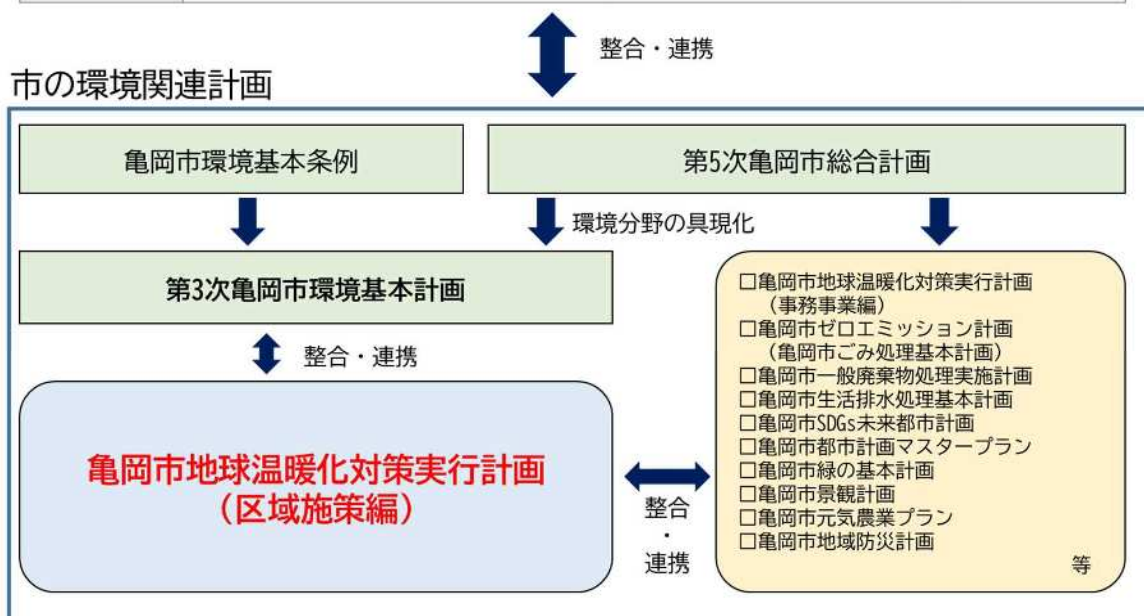 整合・連携
市の環境関連計画
亀岡市環境基本条例
第5次亀岡市総合計画
環境分野の具現化
第3次亀岡市環境基本計画
整合・連携
亀岡市地球温暖化対策実行計画
（区域施策編）
整合
・
連携
□亀岡市地球温暖化対策実行計画
（事務事業編）
□亀岡市ゼロエミッション計画
（亀岡市ごみ処理基本計画）
□亀岡市一般廃棄物処理実施計画
□亀岡市生活排水処理基本計画
□亀岡市SDGs未来都市計画
□亀岡市都市計画マスタープラン
□亀岡市緑の基本計画
□亀岡市景観計画
□亀岡市元気農業プラン
□亀岡市地域防災計画
等